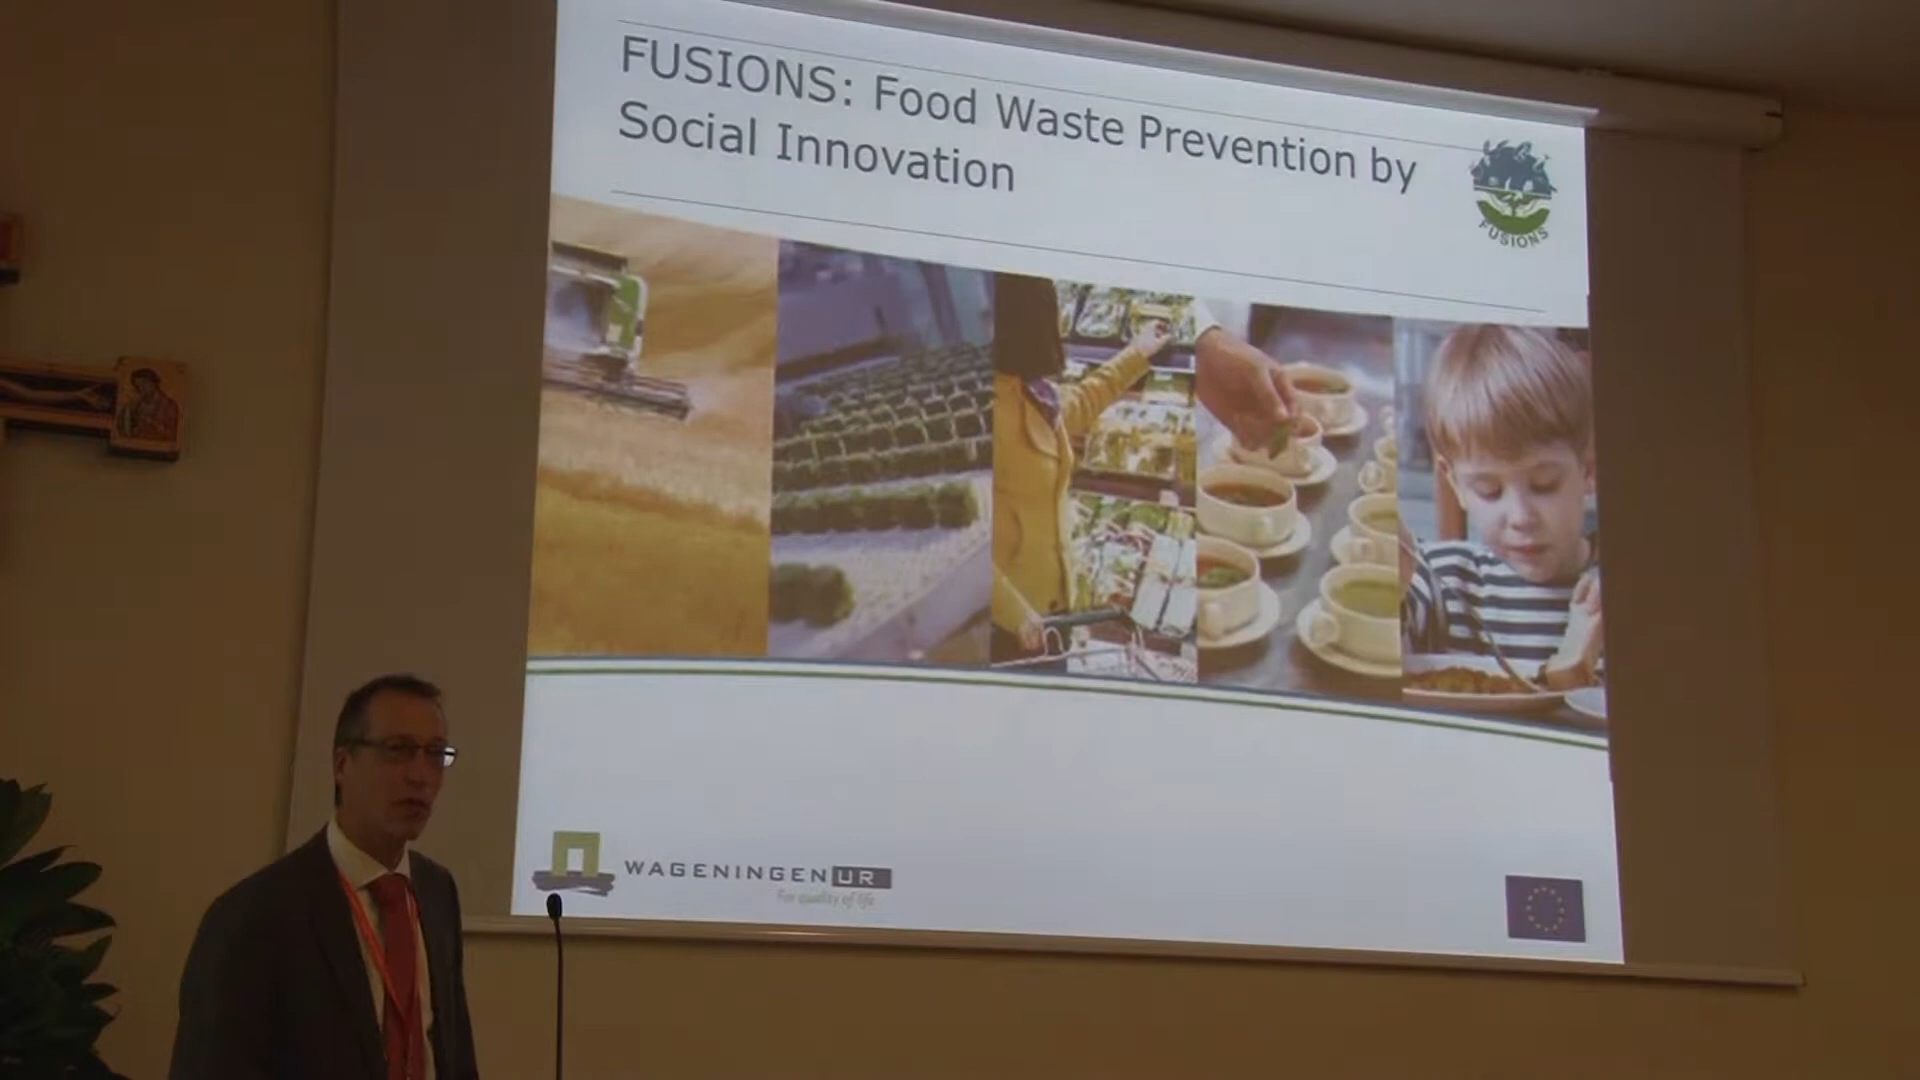 FUSIONS: Food Waste Prevention by
Social Innovation
FUSIONS
WAGENINGEN UR
For quality of life